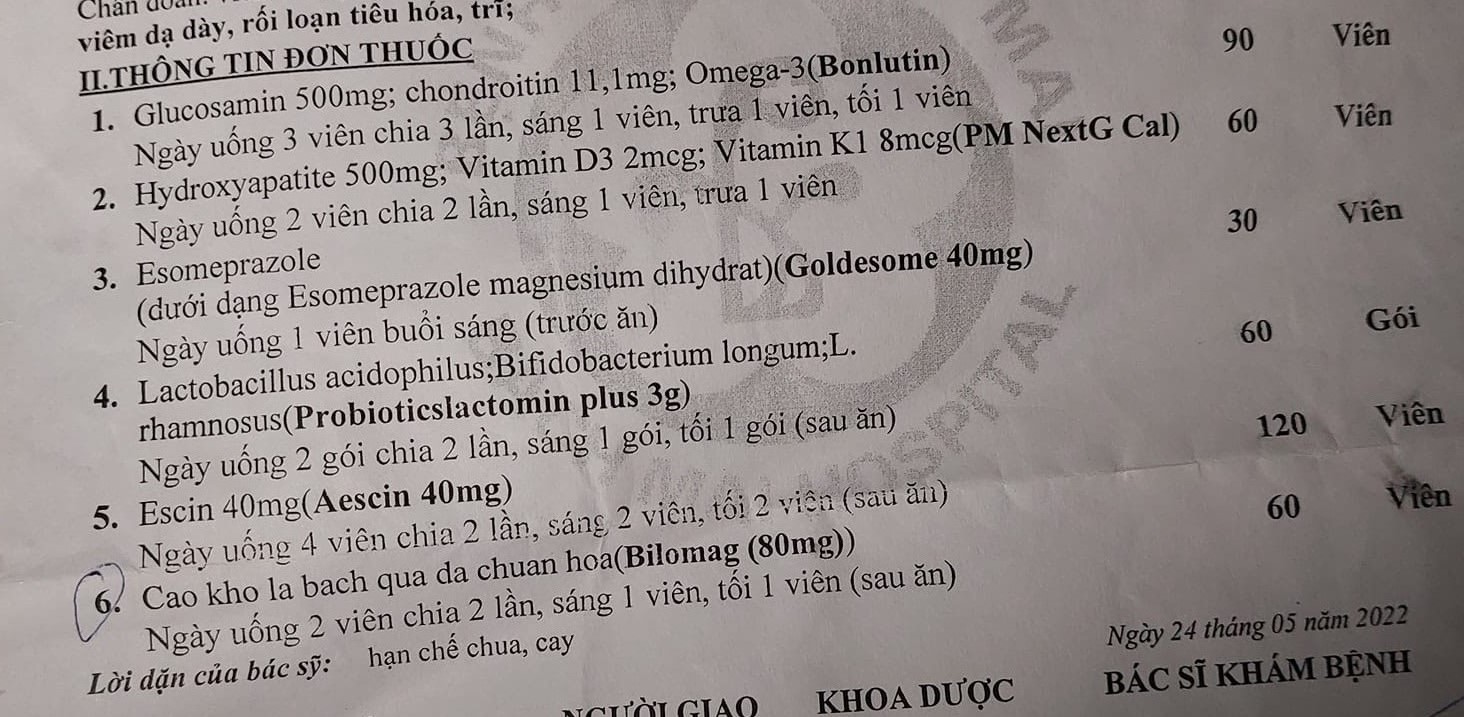 Chẩn đoán:
viêm dạ dày, rối loạn tiêu hóa, trĩ;
II.THÔNG TIN ĐƠN THUỐC
1. Glucosamin 500mg; chondroitin 11,1mg; Omega-3(Bonlutin) 90 Viên
Ngày uống 3 viên chia 3 lần, sáng 1 viên, trưa 1 viên, tối 1 viên
2. Hydroxyapatite 500mg; Vitamin D3 2mcg; Vitamin K1 8mcg(PM NextG Cal) 60 Viên
Ngày uống 2 viên chia 2 lần, sáng 1 viên, trưa 1 viên
3. Esomeprazole 30 Viên
(dưới dạng Esomeprazole magnesium dihydrat)(Goldesome 40mg)
Ngày uống 1 viên buổi sáng (trước ăn)
4. Lactobacillus acidophilus;Bifidobacterium longum;L. 60 Gói
rhamnosus(Probioticslactomin plus 3g)
Ngày uống 2 gói chia 2 lần, sáng 1 gói, tối 1 gói (sau ăn)
5. Escin 40mg(Aescin 40mg) 120 Viên
Ngày uống 4 viên chia 2 lần, sáng 2 viên, tối 2 viên (sau ăn)
6. Cao kho la bach qua da chuan hoa(Bilomag (80mg)) 60 Viên
Ngày uống 2 viên chia 2 lần, sáng 1 viên, tối 1 viên (sau ăn)
Lời dặn của bác sỹ: hạn chế chua, cay
Ngày 24 tháng 05 năm 2022
NGƯỜI GIAO KHOA DƯỢC BÁC SĨ KHÁM BỆNH
HOSPITAL